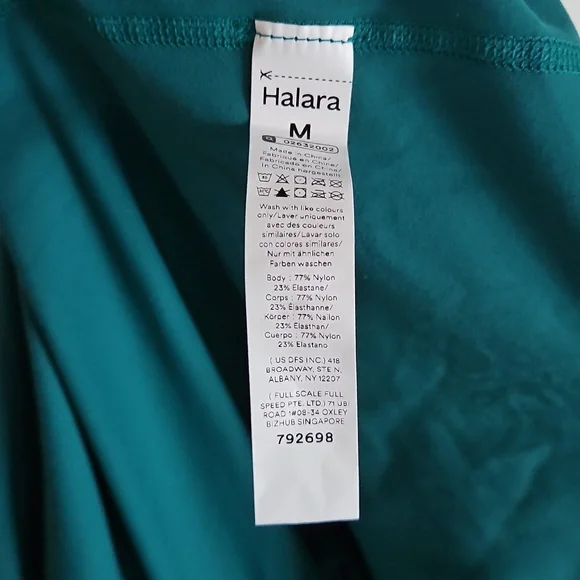 Halara
M
02632002
Made in China/
Fabriqué en Chine/
Fabricado en China/
In China hergestellt
Wash with like colours
only/Laver uniquement
avec des couleurs
similaires/Lavar solo
con colores similares/
Nur mit ähnlichen
Farben waschen
Body : 77% Nylon
23% Elastane/
Corps : 77% Nylon
23% Élasthanne/
Körper : 77% Nailon
23% Elasthan/
Cuerpo : 77% Nylon
23% Elastano
( US DFS INC.) 418
BROADWAY, STE N,
ALBANY, NY 12207
( FULL SCALE FULL
SPEED PTE. LTD.) 71 UBI
ROAD 1#08-34 OXLEY
BIZHUB SINGAPORE
792698